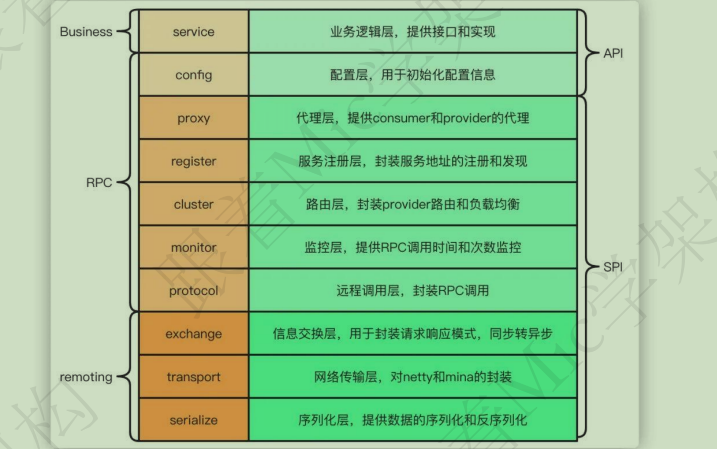 Business
service
业务逻辑层，提供接口和实现
API
config
配置层，用于初始化配置信息
proxy
代理层，提供consumer和provider的代理
register
服务注册层，封装服务地址的注册和发现
RPC
cluster
路由层，封装provider路由和负载均衡
monitor
监控层，提供RPC调用时间和次数监控
SPI
protocol
远程调用层，封装RPC调用
exchange
信息交换层，用于封装请求响应模式，同步转异步
remoting
transport
网络传输层，对netty和mina的封装
serialize
序列化层，提供数据的序列化和反序列化
跟着Mic学架构